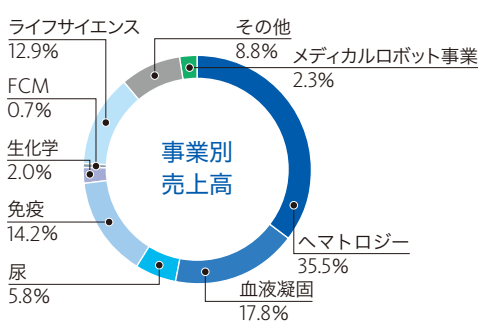 ライフサイエンス
12.9%
その他
8.8%
メディカルロボット事業
2.3%
FCM
0.7%
生化学
2.0%
事業別
売上高
免疫
14.2%
ヘマトロジー
35.5%
尿
5.8%
血液凝固
17.8%